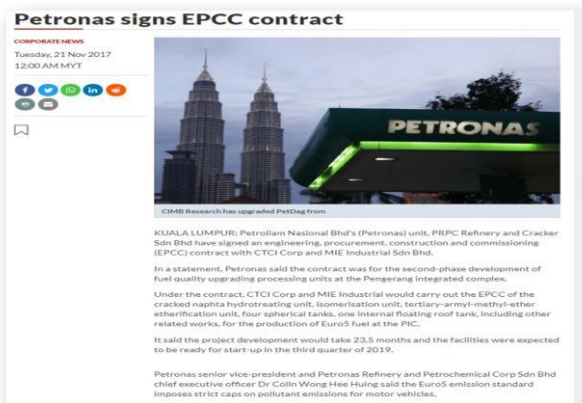 Petronas signs EPCC contract
CORPORATE NEWS
Tuesday, 21 Nov 2017
12:00 AM MYT
PETRONAS
CIMB Research has upgraded PetDag from
KUALA LUMPUR: Petroliam Nasional Bhd's (Petronas) unit, PRPC Refinery and Cracker
Sdn Bhd have signed an engineering, procurement, construction and commissioning
(EPCC) contract with CTCI Corp and MIE Industrial Sdn Bhd.
In a statement, Petronas said the contract was for the second-phase development of
fuel quality upgrading processing units at the Pengerang integrated complex.
Under the contract, CTCI Corp and MIE Industrial would carry out the EPCC of the
cracked naphta hydrotreating unit, isomerisation unit, tertiary-armyl-methyl-ether
etherification unit, four spherical tanks, one internal floating roof tank, including other
related works, for the production of Euro5 fuel at the PIC.
It said the project development would take 23.5 months and the facilities were expected
to be ready for start-up in the third quarter of 2019.
Petronas senior vice-president and Petronas Refinery and Petrochemical Corp Sdn Bhd
chief executive officer Dr Colin Wong Hee Huing said the Euro5 emission standard
imposes strict caps on pollutant emissions for motor vehicles.